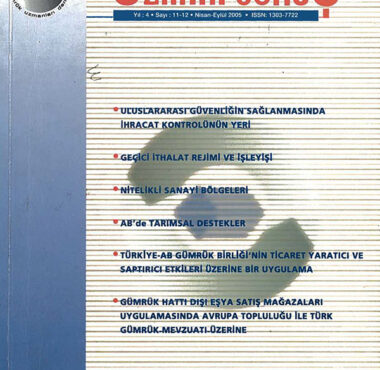 Yıl : 4 • Sayı : 11-12 • Nisan-Eylül 2005 • ISSN: 1303-7722
• ULUSLARARASI GÜVENLİĞİN SAĞLANMASINDA
İHRACAT KONTROLÜNÜN YERİ
• GEÇİCİ İTHALAT REJİMİ VE İŞLEYİŞİ
• NİTELİKLİ SANAYİ BÖLGELERİ
• AB'de TARIMSAL DESTEKLER
• TÜRKİYE-AB GÜMRÜK BİRLİĞİ'NİN TİCARET YARATICI VE
SAPTIRICI ETKİLERİ ÜZERİNE BİR UYGULAMA
• GÜMRÜK HATTI DIŞI EŞYA SATIŞ MAĞAZALARI
UYGULAMASINDA AVRUPA TOPLULUĞU İLE TÜRK
GÜMRÜK MEVZUATI ÜZERİNE